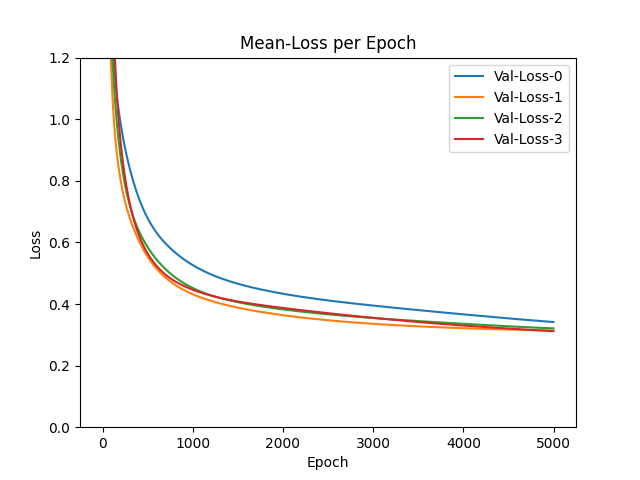 Mean-Loss per Epoch
Val-Loss-0
Val-Loss-1
Val-Loss-2
Val-Loss-3
Loss
1.2
1.0
0.8
0.6
0.4
0.2
0.0
0 1000 2000 3000 4000 5000
Epoch